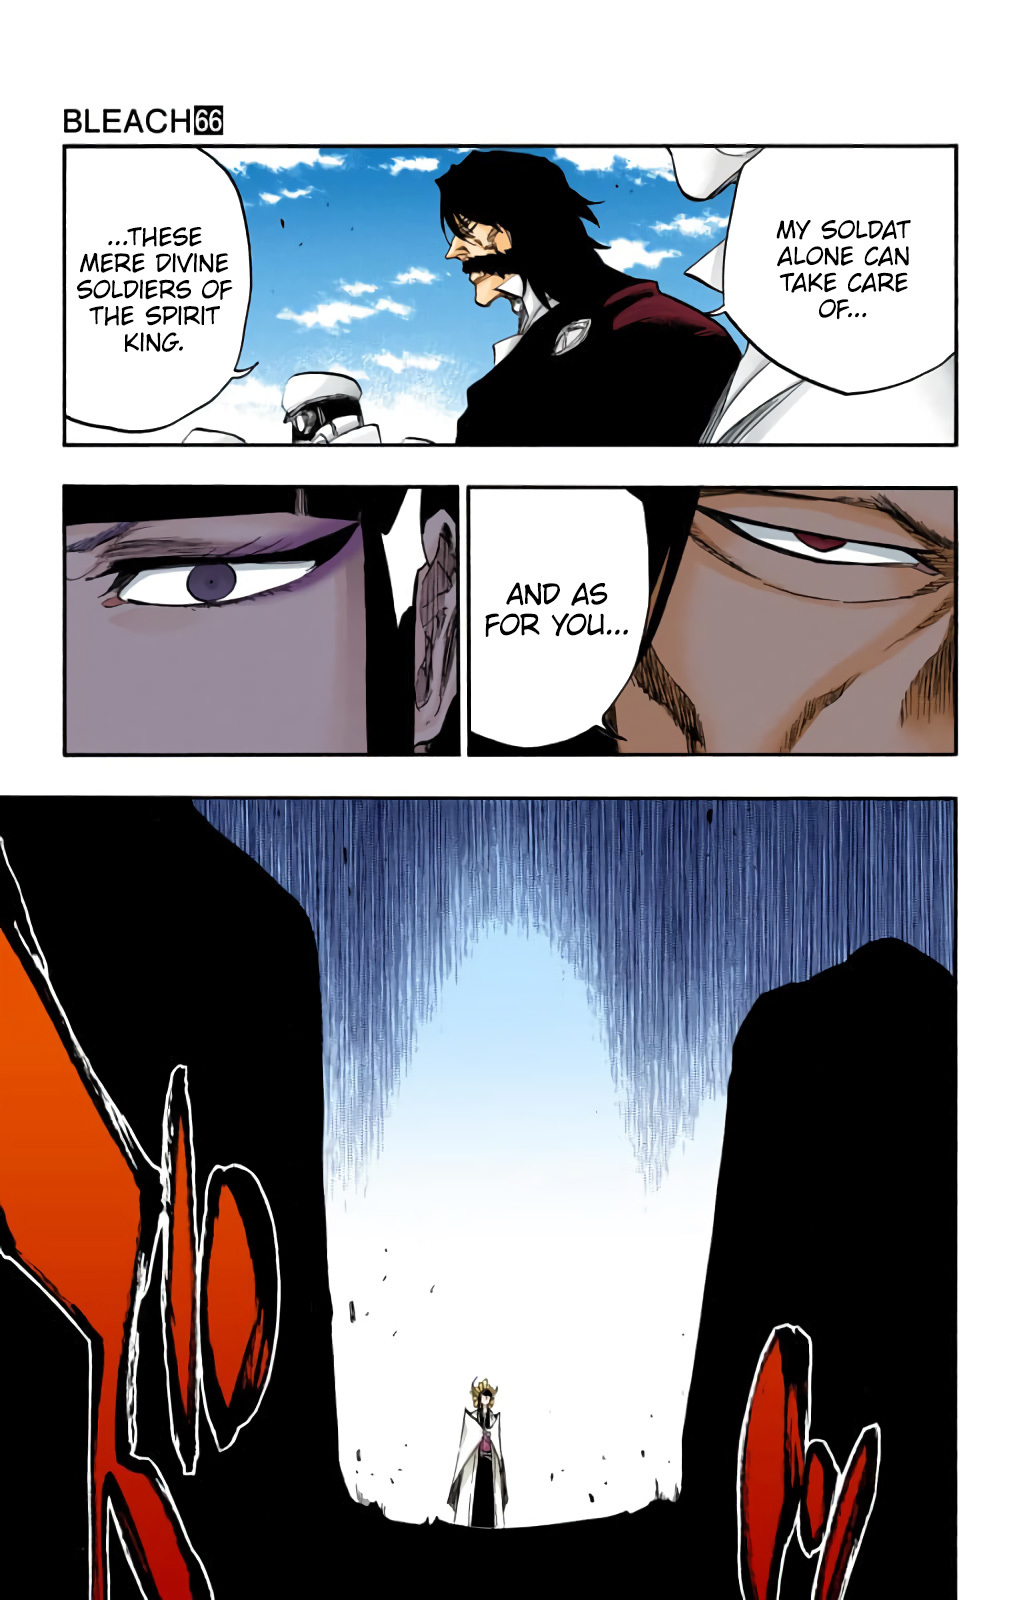 BLEACH66
MY SOLDAT
ALONE CAN
TAKE CARE
OF...
...THESE
MERE DIVINE
SOLDIERS OF
THE SPIRIT
KING.
AND AS
FOR YOU...